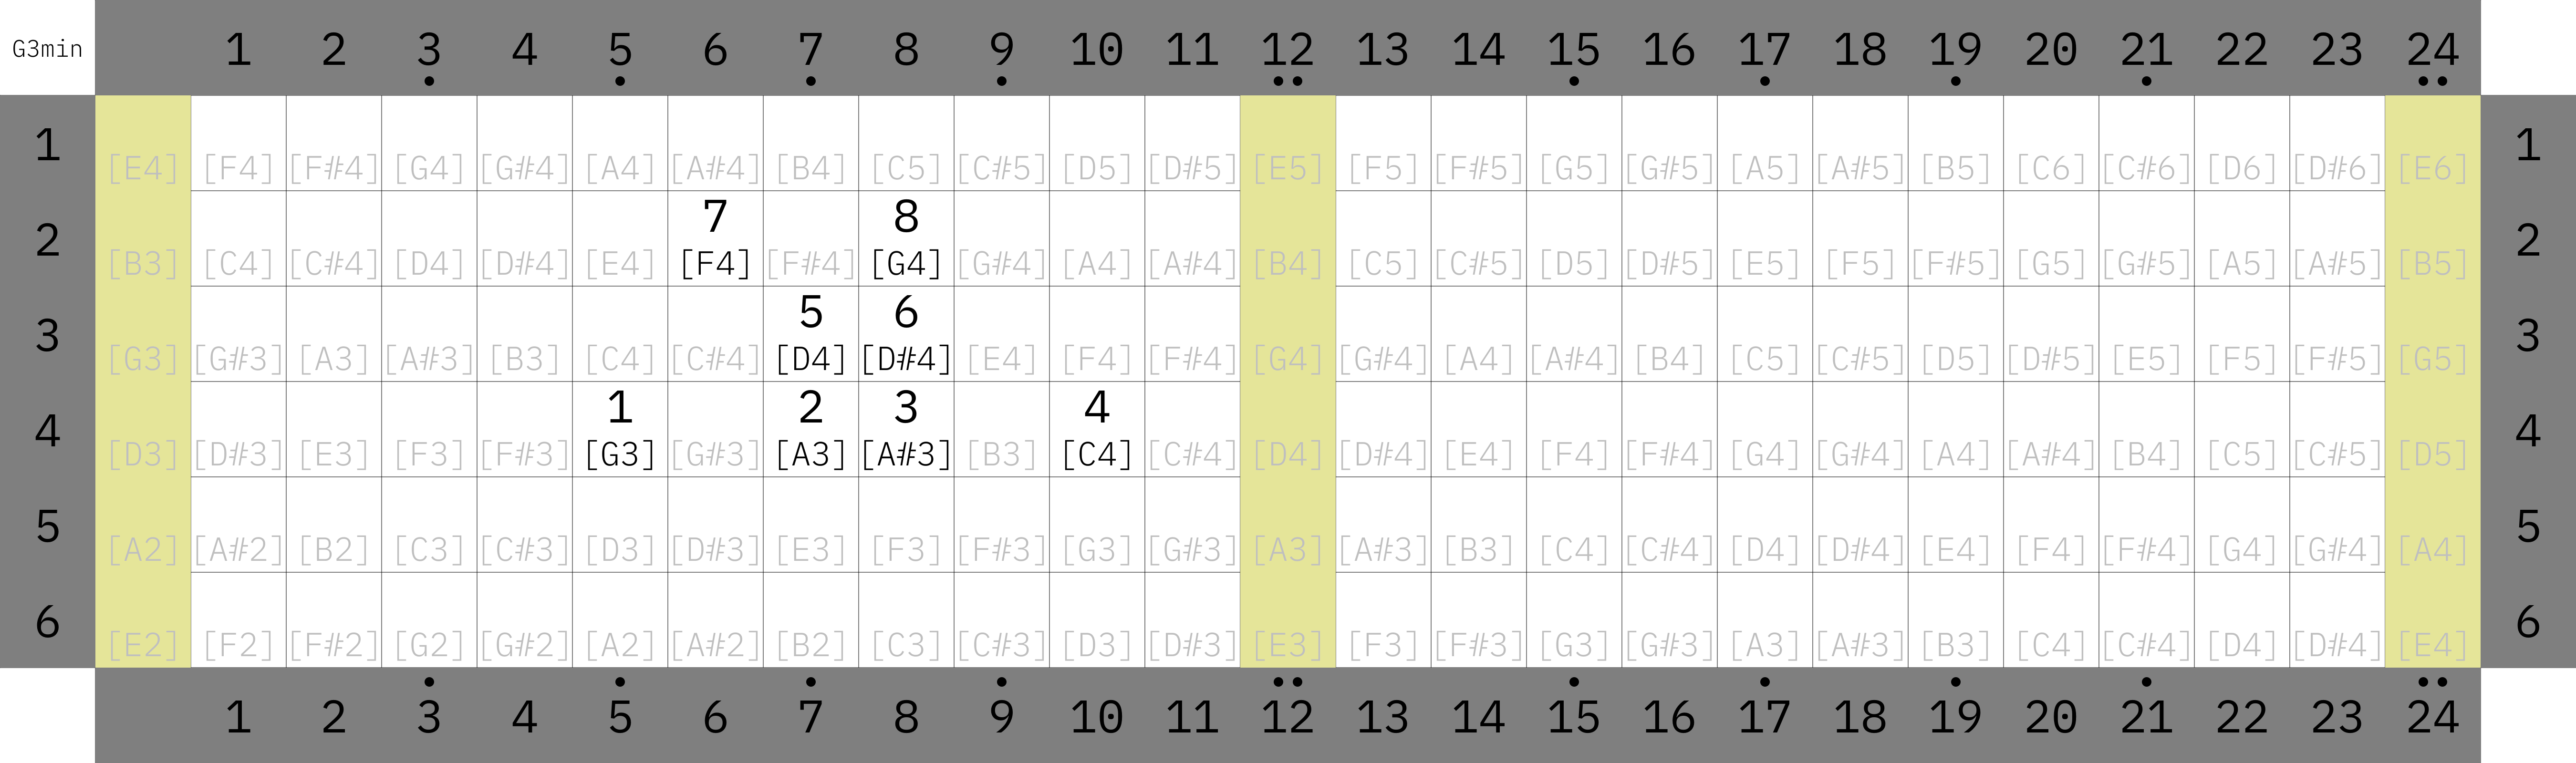 G3min 1 2 3 4 5 6 7 8 9 10 11 12 13 14 15 16 17 18 19 20 21 22 23 24
1 [E4] [F4] [F#4] [G4] [G#4] [A4] [A#4] [B4] [C5] [C#5] [D5] [D#5] [E5] [F5] [F#5] [G5] [G#5] [A5] [A#5] [B5] [C6] [C#6] [D6] [D#6] [E6] 1
7 8
2 [B3] [C4] [C#4] [D4] [D#4] [E4] [F4] [F#4] [G4] [G#4] [A4] [A#4] [B4] [C5] [C#5] [D5] [D#5] [E5] [F5] [F#5] [G5] [G#5] [A5] [A#5] [B5] 2
5 6
3 [G3] [G#3] [A3] [A#3] [B3] [C4] [C#4] [D4] [D#4] [E4] [F4] [F#4] [G4] [G#4] [A4] [A#4] [B4] [C5] [C#5] [D5] [D#5] [E5] [F5] [F#5] [G5] 3
1 2 3 4
4 [D3] [D#3] [E3] [F3] [F#3] [G3] [G#3] [A3] [A#3] [B3] [C4] [C#4] [D4] [D#4] [E4] [F4] [F#4] [G4] [G#4] [A4] [A#4] [B4] [C5] [C#5] [D5] 4
5 [A2] [A#2] [B2] [C3] [C#3] [D3] [D#3] [E3] [F3] [F#3] [G3] [G#3] [A3] [A#3] [B3] [C4] [C#4] [D4] [D#4] [E4] [F4] [F#4] [G4] [G#4] [A4] 5
6 [E2] [F2] [F#2] [G2] [G#2] [A2] [A#2] [B2] [C3] [C#3] [D3] [D#3] [E3] [F3] [F#3] [G3] [G#3] [A3] [A#3] [B3] [C4] [C#4] [D4] [D#4] [E4] 6
1 2 3 4 5 6 7 8 9 10 11 12 13 14 15 16 17 18 19 20 21 22 23 24